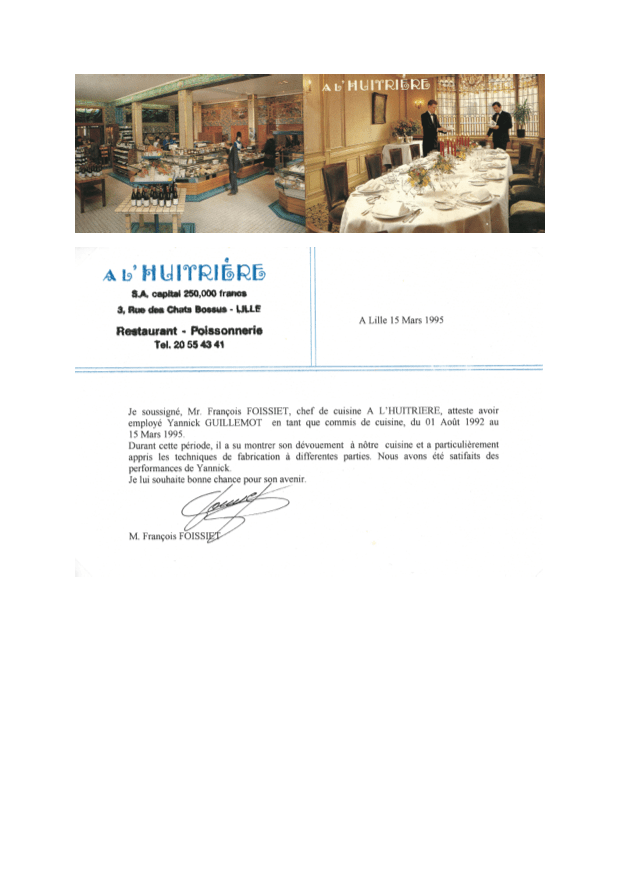 A L'HUITRIÈRE
A L'HUITRIÈRE
S.A. capital 250,000 francs
3, Rue des Chats Bossus - LILLE
Restaurant - Poissonnerie
Tel. 20 55 43 41
A Lille 15 Mars 1995
Je soussigné, Mr. François FOISSIET, chef de cuisine A L'HUITRIERE, atteste avoir
employé Yannick GUILLEMOT en tant que commis de cuisine, du 01 Août 1992 au
15 Mars 1995.
Durant cette période, il a su montrer son dévouement à nôtre cuisine et a particulièrement
appris les techniques de fabrication à differentes parties. Nous avons été satifaits des
performances de Yannick.
Je lui souhaite bonne chance pour son avenir.
M. François FOISSIET